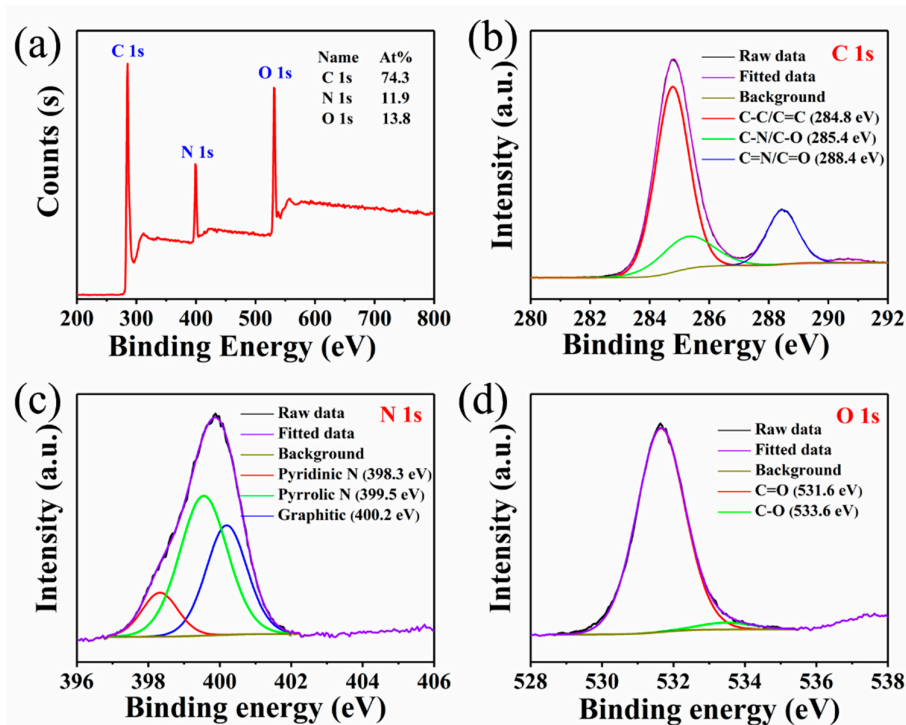 (a)
C 1s
N 1s
O 1s
Name At%
C 1s 74.3
N 1s 11.9
O 1s 13.8
Counts (s)
200 300 400 500 600 700 800
Binding Energy (eV)
(b)
C 1s
Raw data
Fitted data
Background
C-C/C=C (284.8 eV)
C-N/C-O (285.4 eV)
C=N/C=O (288.4 eV)
Intensity (a.u.)
280 282 284 286 288 290 292
Binding Energy (eV)
(c)
N 1s
Raw data
Fitted data
Background
Pyridinic N (398.3 eV)
Pyrrolic N (399.5 eV)
Graphitic (400.2 eV)
Intensity (a.u.)
396 398 400 402 404 406
Binding energy (eV)
(d)
O 1s
Raw data
Fitted data
Background
C=O (531.6 eV)
C-O (533.6 eV)
Intensity (a.u.)
528 530 532 534 536 538
Binding energy (eV)